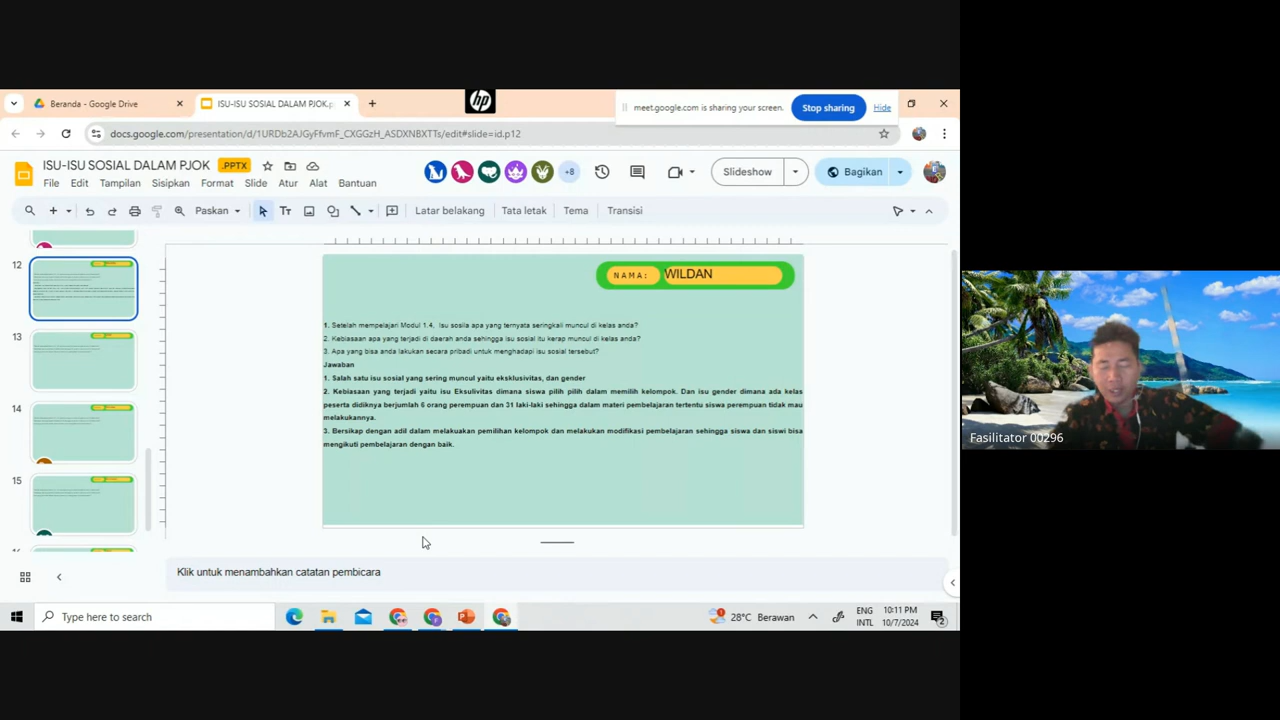 Beranda - Google Drive
ISU-ISU SOSIAL DALAM PJOK.p
meet.google.com is sharing your screen.
Stop sharing
Hide
hp
docs.google.com/presentation/d/1URDb2AJGyFfvmF_CXGGzH_ASDXNBXTTs/edit#slide=id.p12
ISU-ISU SOSIAL DALAM PJOK
.PPTX
+8
Slideshow
Bagikan
File Edit Tampilan Sisipkan Format Slide Atur Alat Bantuan
Paskan
Tt
Latar belakang
Tata letak
Tema
Transisi
12
13
14
15
NAMA: WILDAN
1. Setelah mempelajari Modul 1.4, Isu sosila apa yang ternyata seringkali muncul di kelas anda?
2. Kebiasaan apa yang terjadi di daerah anda sehingga isu sosial itu kerap muncul di kelas anda?
3. Apa yang bisa anda lakukan secara pribadi untuk menghadapi isu sosial tersebut?
Jawaban
1. Salah satu isu sosial yang sering muncul yaitu eksklusivitas, dan gender
2. Kebiasaan yang terjadi yaitu isu Eksulivitas dimana siswa pilih pilih dalam memilih kelompok. Dan isu gender dimana ada kelas
peserta didiknya berjumlah 6 orang perempuan dan 31 laki-laki sehingga dalam materi pembelajaran tertentu siswa perempuan tidak mau
melakukannya.
3. Bersikap dengan adil dalam melakuakan pemilihan kelompok dan melakukan modifikasi pembelajaran sehingga siswa dan siswi bisa
mengikuti pembelajaran dengan baik.
Klik untuk menambahkan catatan pembicara
Fasilitator 00296
Type here to search
28°C Berawan
ENG
INTL
10:11 PM
10/7/2024
2